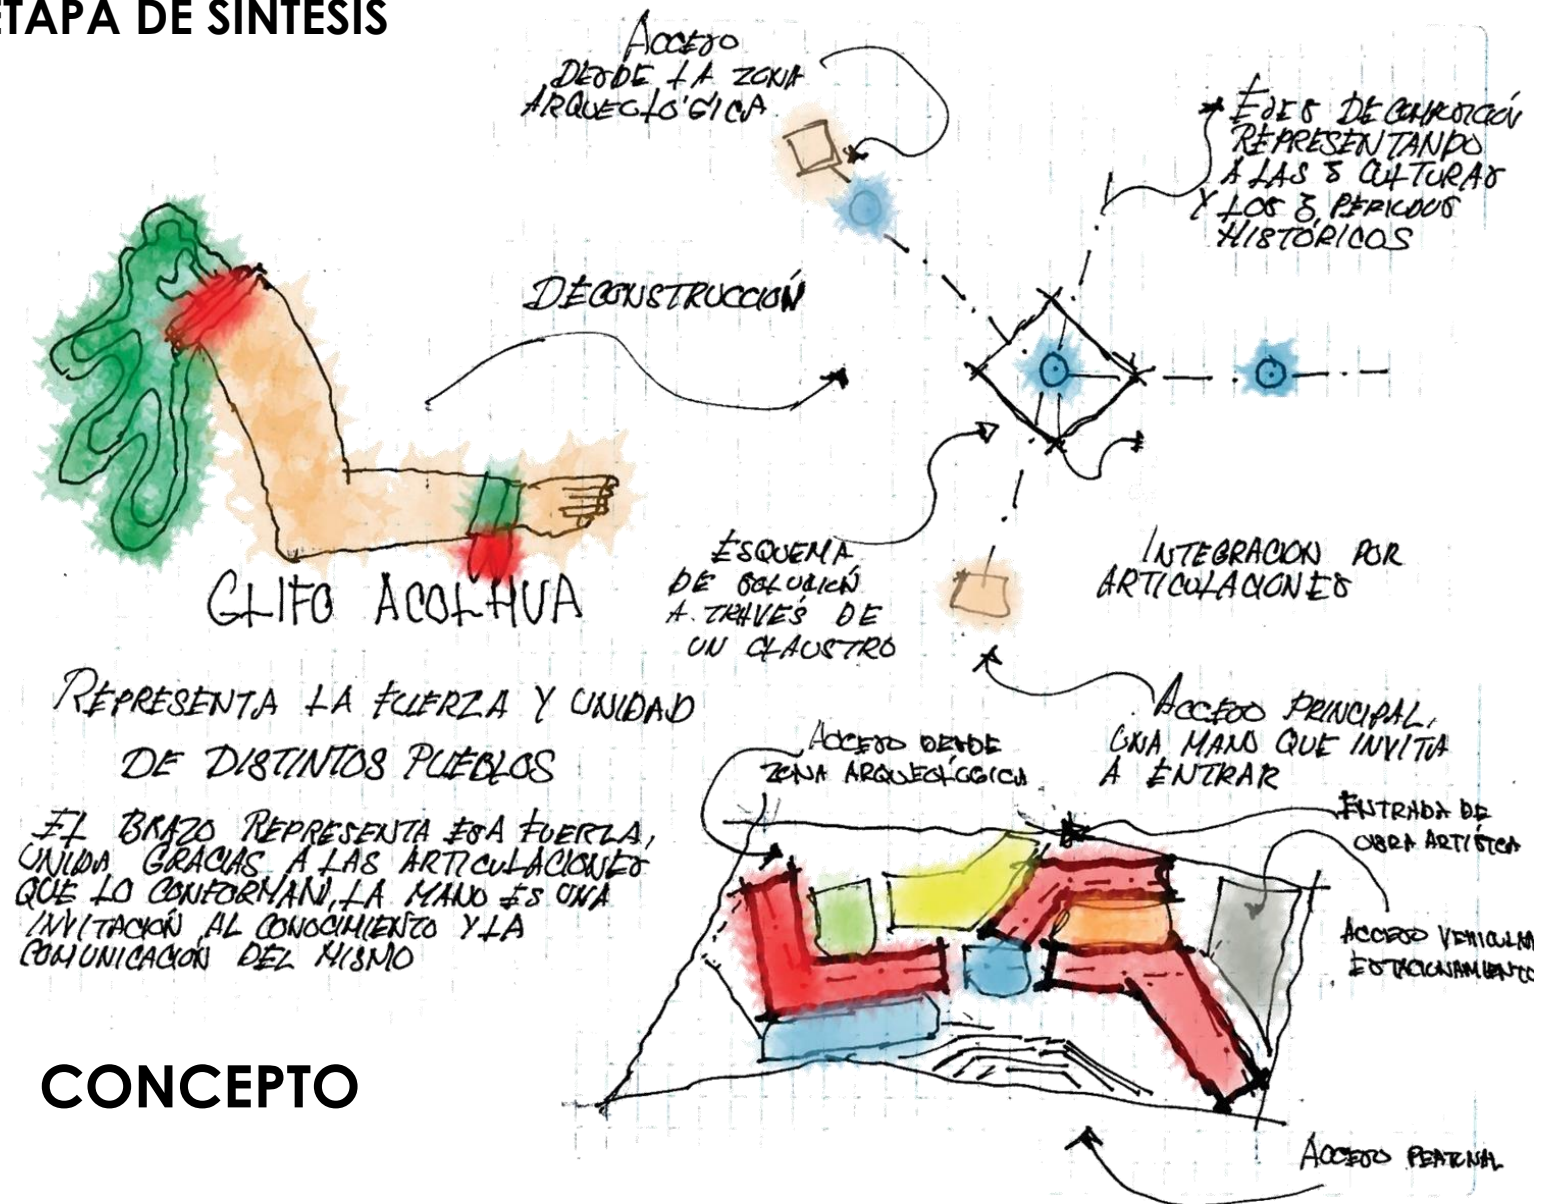 ETAPA DE SÍNTESIS
ACCESO
DESDE LA ZONA
ARQUEOLÓGICA
EJES DE COMPOSICIÓN
REPRESENTANDO
A LAS 3 CULTURAS
Y LOS 3 PERIODOS
HISTÓRICOS
DECONSTRUCCIÓN
GLIFO ACOLHUA
ESQUEMA
DE SOLUCIÓN
A TRAVÉS DE
UN CLAUSTRO
INTEGRACION POR
ARTICULACIONES
REPRESENTA LA FUERZA Y UNIDAD
DE DISTINTOS PUEBLOS
EL BRAZO REPRESENTA ESA FUERZA,
UNIDA GRACIAS A LAS ARTICULACIONES
QUE LO CONFORMAN, LA MANO ES UNA
INVITACIÓN AL CONOCIMIENTO Y LA
COMUNICACIÓN DEL MISMO
ACCESO PRINCIPAL,
UNA MANO QUE INVITA
A ENTRAR
ACCESO DESDE
ZONA ARQUEOLÓGICA
ENTRADA DE
OBRA ARTÍSTICA
ACCESO VEHICULAR
ESTACIONAMIENTO
ACCESO PEATONAL
CONCEPTO